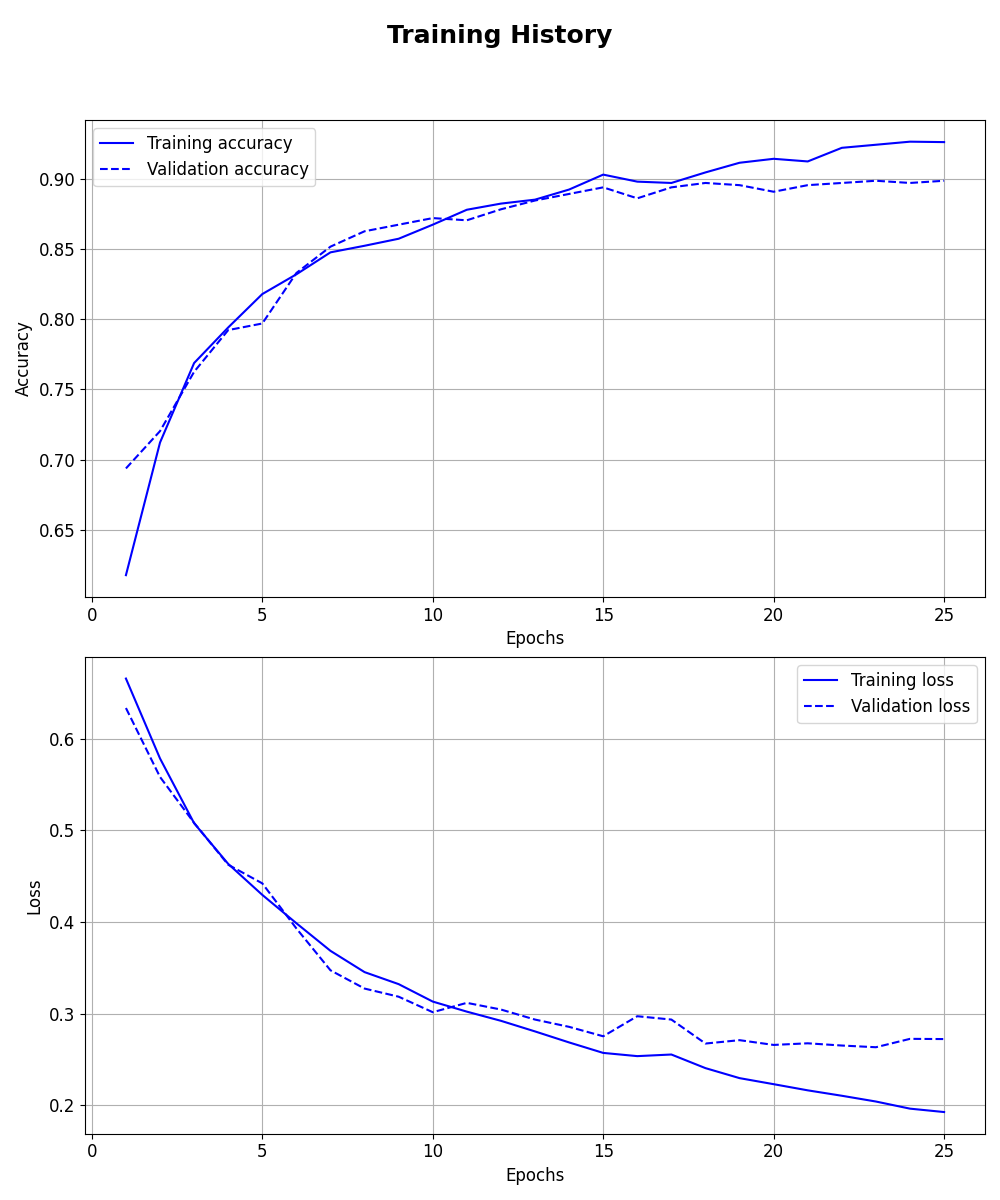 Training History
Training accuracy
Validation accuracy
0.90
0.85
0.80
0.75
0.70
0.65
Accuracy
0 5 10 15 20 25
Epochs
Training loss
Validation loss
0.6
0.5
0.4
0.3
0.2
Loss
0 5 10 15 20 25
Epochs